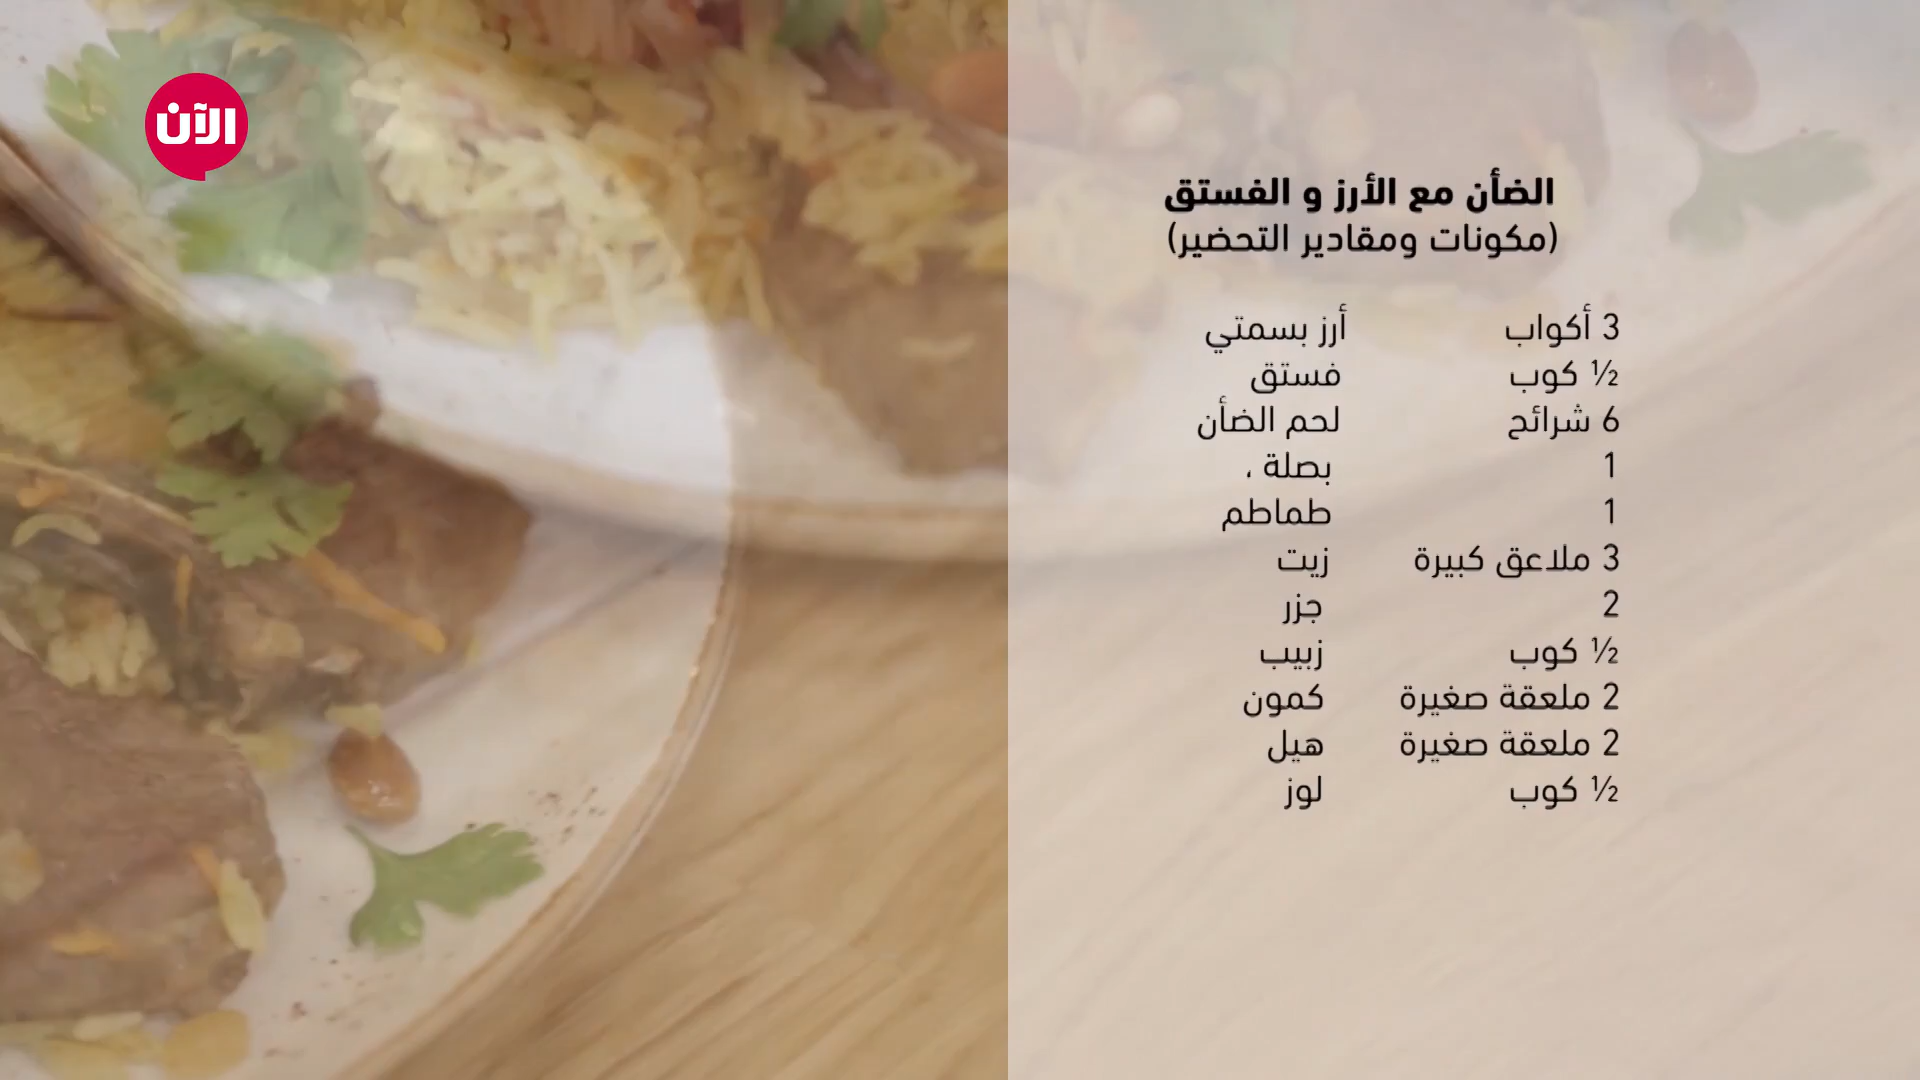 الآن
الضأن مع الأرز و الفستق
(مكونات ومقادير التحضير)
3 أكواب أرز بسمتي
½ كوب فستق
6 شرائح لحم الضأن
1 بصلة ،
1 طماطم
3 ملاعق كبيرة زيت
2 جزر
½ كوب زبيب
2 ملعقة صغيرة كمون
2 ملعقة صغيرة هيل
½ كوب لوز